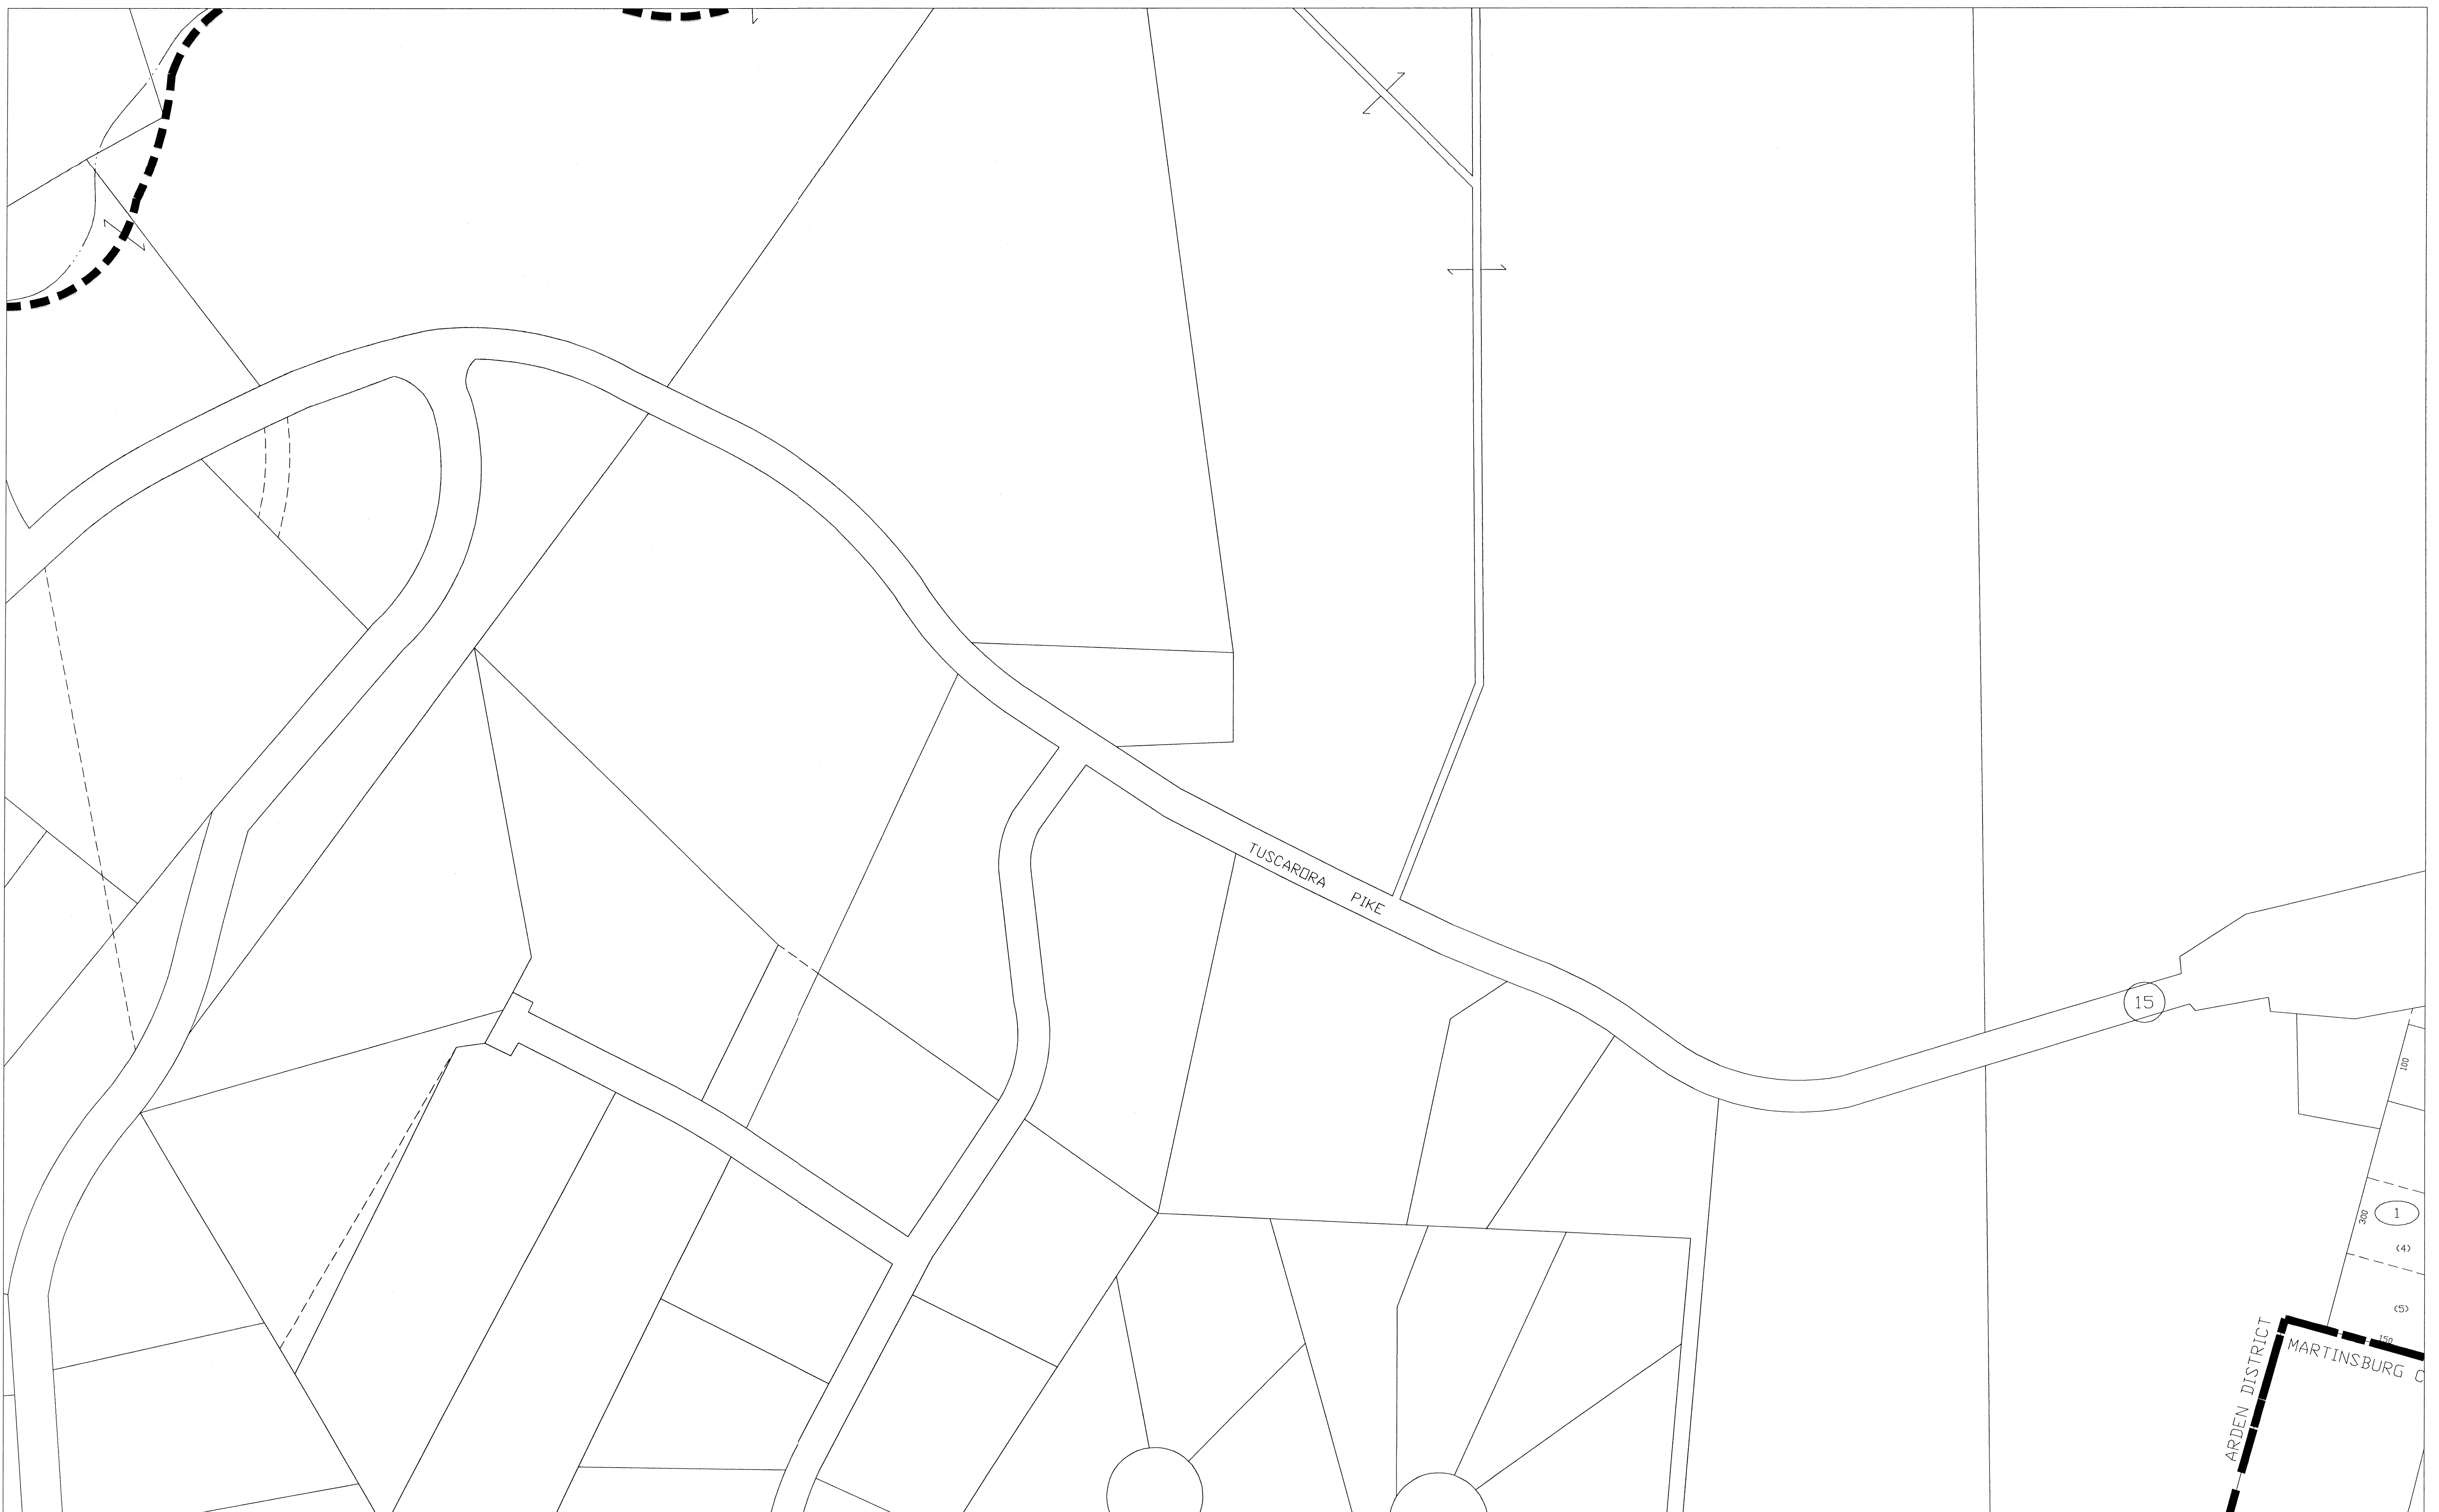 TUSCARORA PIKE
15
100
300
1
(4)
(5)
150
ARDEN DISTRICT
MARTINSBURG C